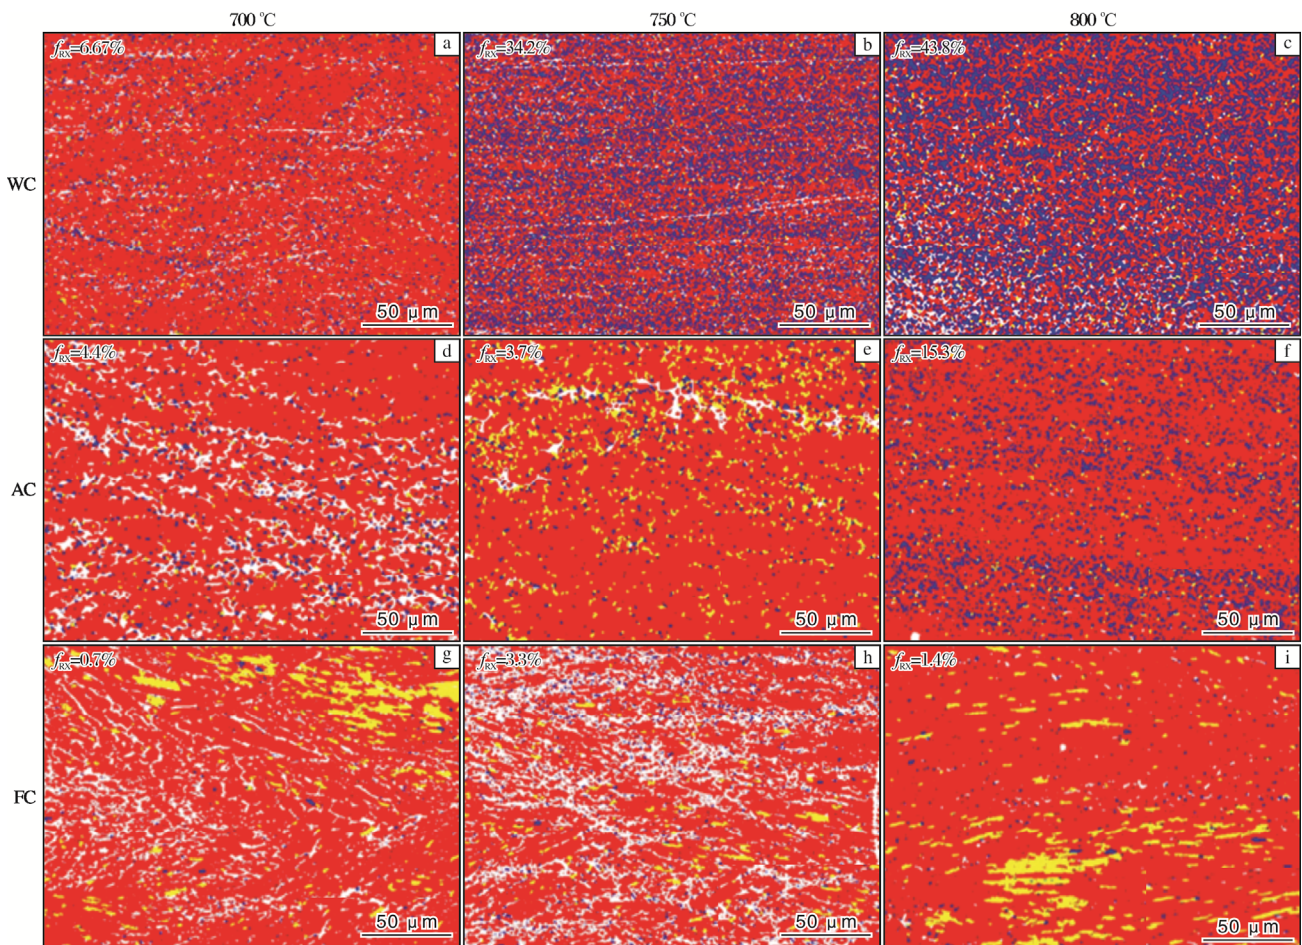 700 ℃ 750 ℃ 800 ℃
WC
fRX=6.67% a
50 μm
fRX=34.2% b
50 μm
fRX=43.8% c
50 μm
AC
fRX=4.4% d
50 μm
fRX=3.7% e
50 μm
fRX=15.3% f
50 μm
FC
fRX=0.7% g
50 μm
fRX=3.3% h
50 μm
fRX=1.4% i
50 μm